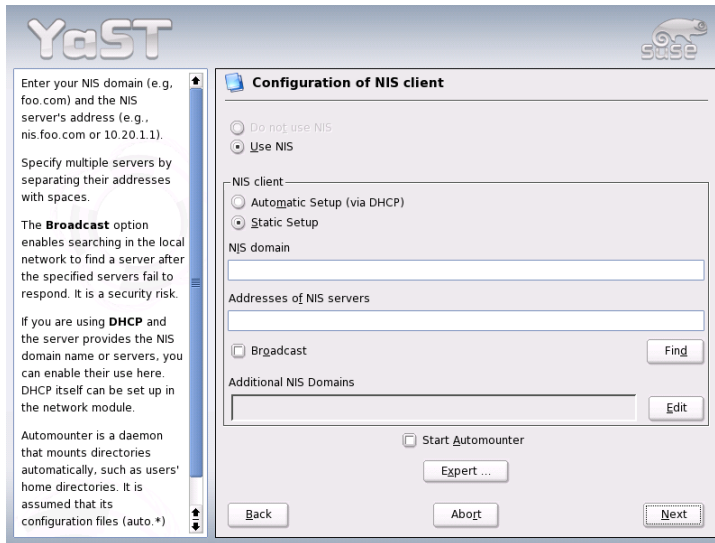 YaST
SUSE
Enter your NIS domain (e.g,
foo.com) and the NIS
server's address (e.g.,
nis.foo.com or 10.20.1.1).
Specify multiple servers by
separating their addresses
with spaces.
The Broadcast option
enables searching in the local
network to find a server after
the specified servers fail to
respond. It is a security risk.
If you are using DHCP and
the server provides the NIS
domain name or servers, you
can enable their use here.
DHCP itself can be set up in
the network module.
Automounter is a daemon
that mounts directories
automatically, such as users'
home directories. It is
assumed that its
configuration files (auto.*)
Configuration of NIS client
Do not use NIS
Use NIS
NIS client
Automatic Setup (via DHCP)
Static Setup
NIS domain
Addresses of NIS servers
Broadcast
Find
Additional NIS Domains
Edit
Start Automounter
Expert ...
Back
Abort
Next